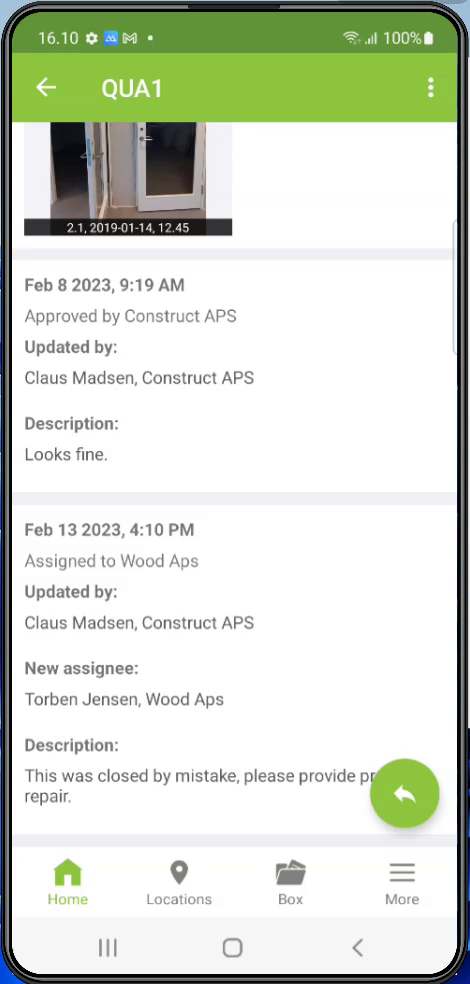 16.10 100%
QUA1
2.1, 2019-01-14, 12.45
Feb 8 2023, 9:19 AM
Approved by Construct APS
Updated by:
Claus Madsen, Construct APS
Description:
Looks fine.
Feb 13 2023, 4:10 PM
Assigned to Wood Aps
Updated by:
Claus Madsen, Construct APS
New assignee:
Torben Jensen, Wood Aps
Description:
This was closed by mistake, please provide
repair.
Home Locations Box More